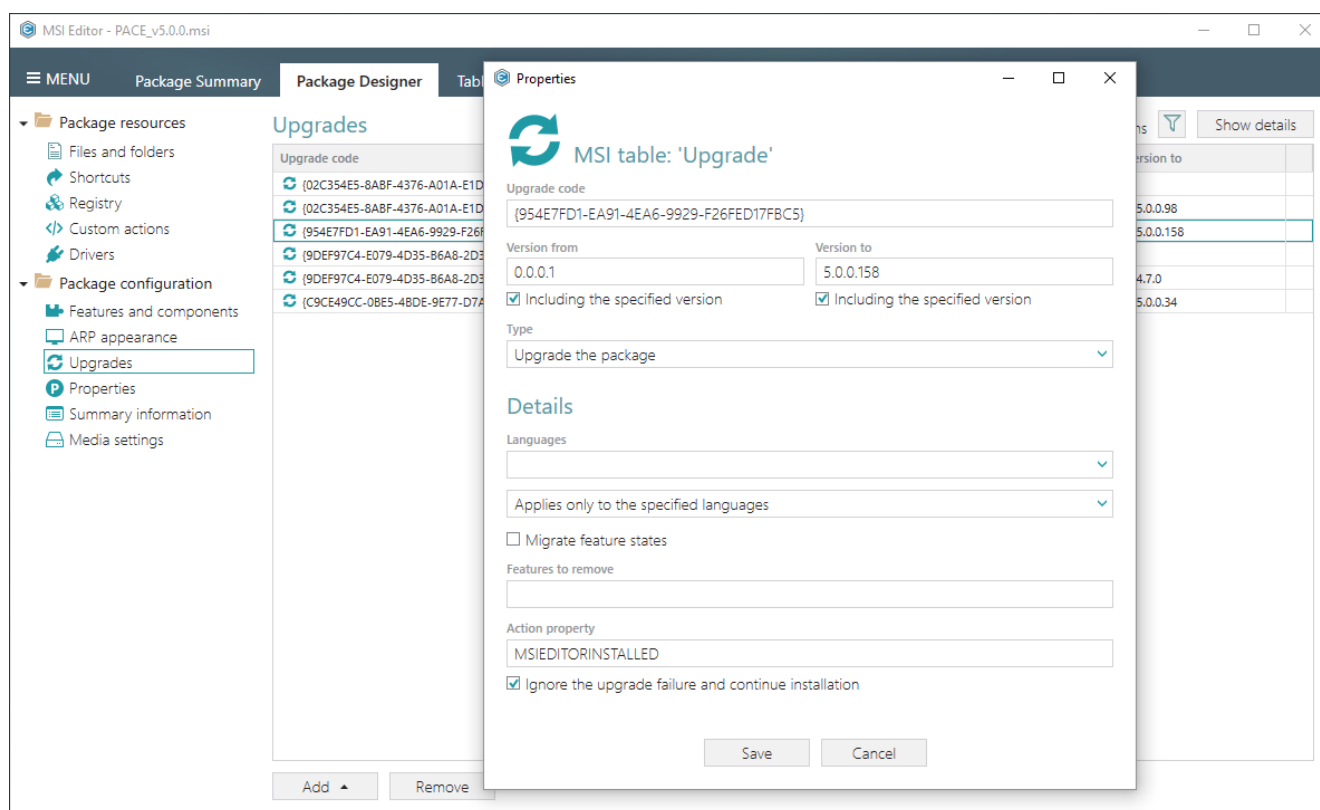 MSI Editor - PACE_v5.0.0.msi
MENU
Package Summary
Package Designer
Package resources
Files and folders
Shortcuts
Registry
Custom actions
Drivers
Package configuration
Features and components
ARP appearance
Upgrades
Properties
Summary information
Media settings
Upgrades
Show details
Upgrade code
{02C354E5-8ABF-4376-A01A-E1D
{02C354E5-8ABF-4376-A01A-E1D
5.0.0.98
{954E7FD1-EA91-4EA6-9929-F26F
5.0.0.158
{9DEF97C4-E079-4D35-B6A8-2D3
{9DEF97C4-E079-4D35-B6A8-2D3
4.7.0
{C9CE49CC-0BE5-4BDE-9E77-D7A
5.0.0.34
Add
Remove
Properties
MSI table: 'Upgrade'
Upgrade code
{954E7FD1-EA91-4EA6-9929-F26FED17FBC5}
Version from Version to
0.0.0.1 5.0.0.158
Including the specified version Including the specified version
Type
Upgrade the package
Details
Languages
Applies only to the specified languages
Migrate feature states
Features to remove
Action property
MSIEDITORINSTALLED
Ignore the upgrade failure and continue installation
Save Cancel